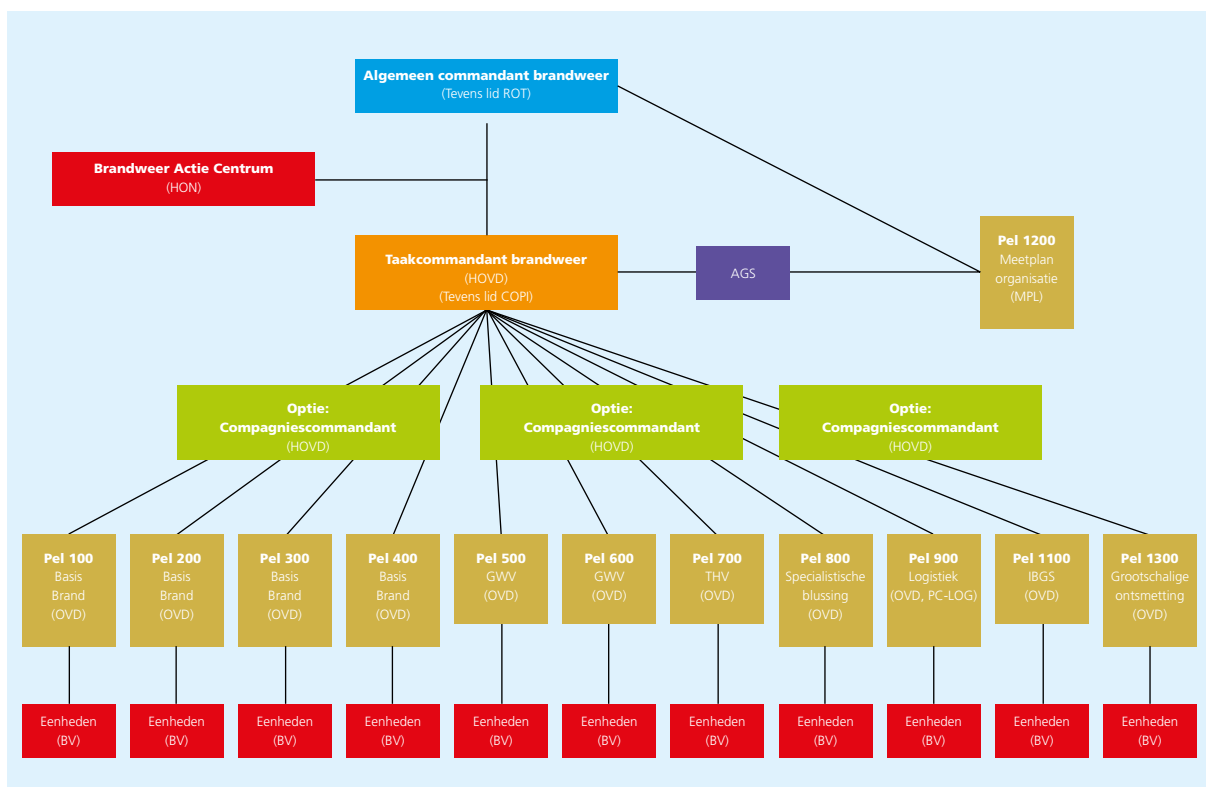 Algemeen commandant brandweer
(Tevens lid ROT)
Brandweer Actie Centrum
(HON)
Taakcommandant brandweer
(HOVD)
(Tevens lid COPI)
AGS
Pel 1200
Meetplan
organisatie
(MPL)
Optie:
Compagniescommandant
(HOVD)
Optie:
Compagniescommandant
(HOVD)
Optie:
Compagniescommandant
(HOVD)
Pel 100
Basis
Brand
(OVD)
Pel 200
Basis
Brand
(OVD)
Pel 300
Basis
Brand
(OVD)
Pel 400
Basis
Brand
(OVD)
Pel 500
GWV
(OVD)
Pel 600
GWV
(OVD)
Pel 700
THV
(OVD)
Pel 800
Specialistische
blussing
(OVD)
Pel 900
Logistiek
(OVD, PC-LOG)
Pel 1100
IBGS
(OVD)
Pel 1300
Grootschalige
ontsmetting
(OVD)
Eenheden
(BV)
Eenheden
(BV)
Eenheden
(BV)
Eenheden
(BV)
Eenheden
(BV)
Eenheden
(BV)
Eenheden
(BV)
Eenheden
(BV)
Eenheden
(BV)
Eenheden
(BV)
Eenheden
(BV)